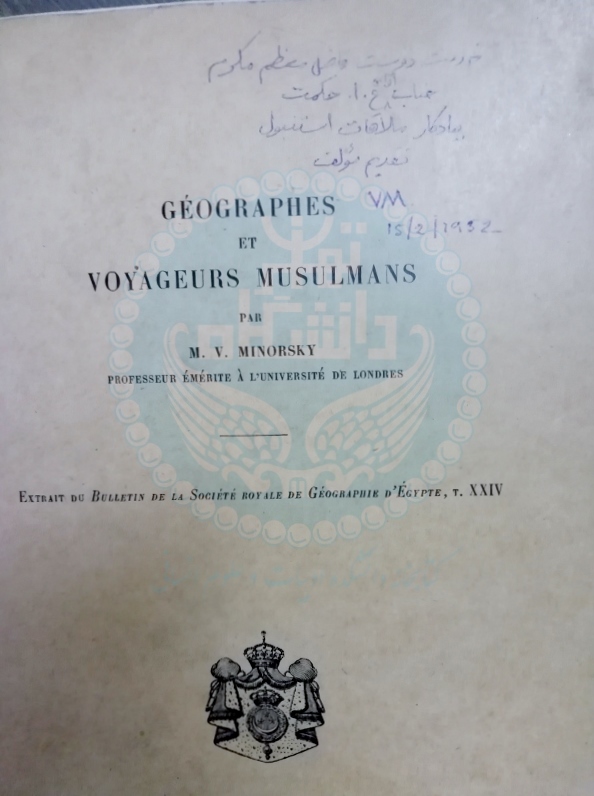 خدمت دوست فاضل معظم مکرم
جناب ع. ا. حکمت
بیادگار ملاقات استنبول
تقدیم مؤلف
VM
15/2/1952
GÉOGRAPHES
ET
VOYAGEURS MUSULMANS
PAR
M. V. MINORSKY
PROFESSEUR ÉMÉRITE À L'UNIVERSITÉ DE LONDRES
EXTRAIT DU BULLETIN DE LA SOCIÉTÉ ROYALE DE GÉOGRAPHIE D'ÉGYPTE, T. XXIV